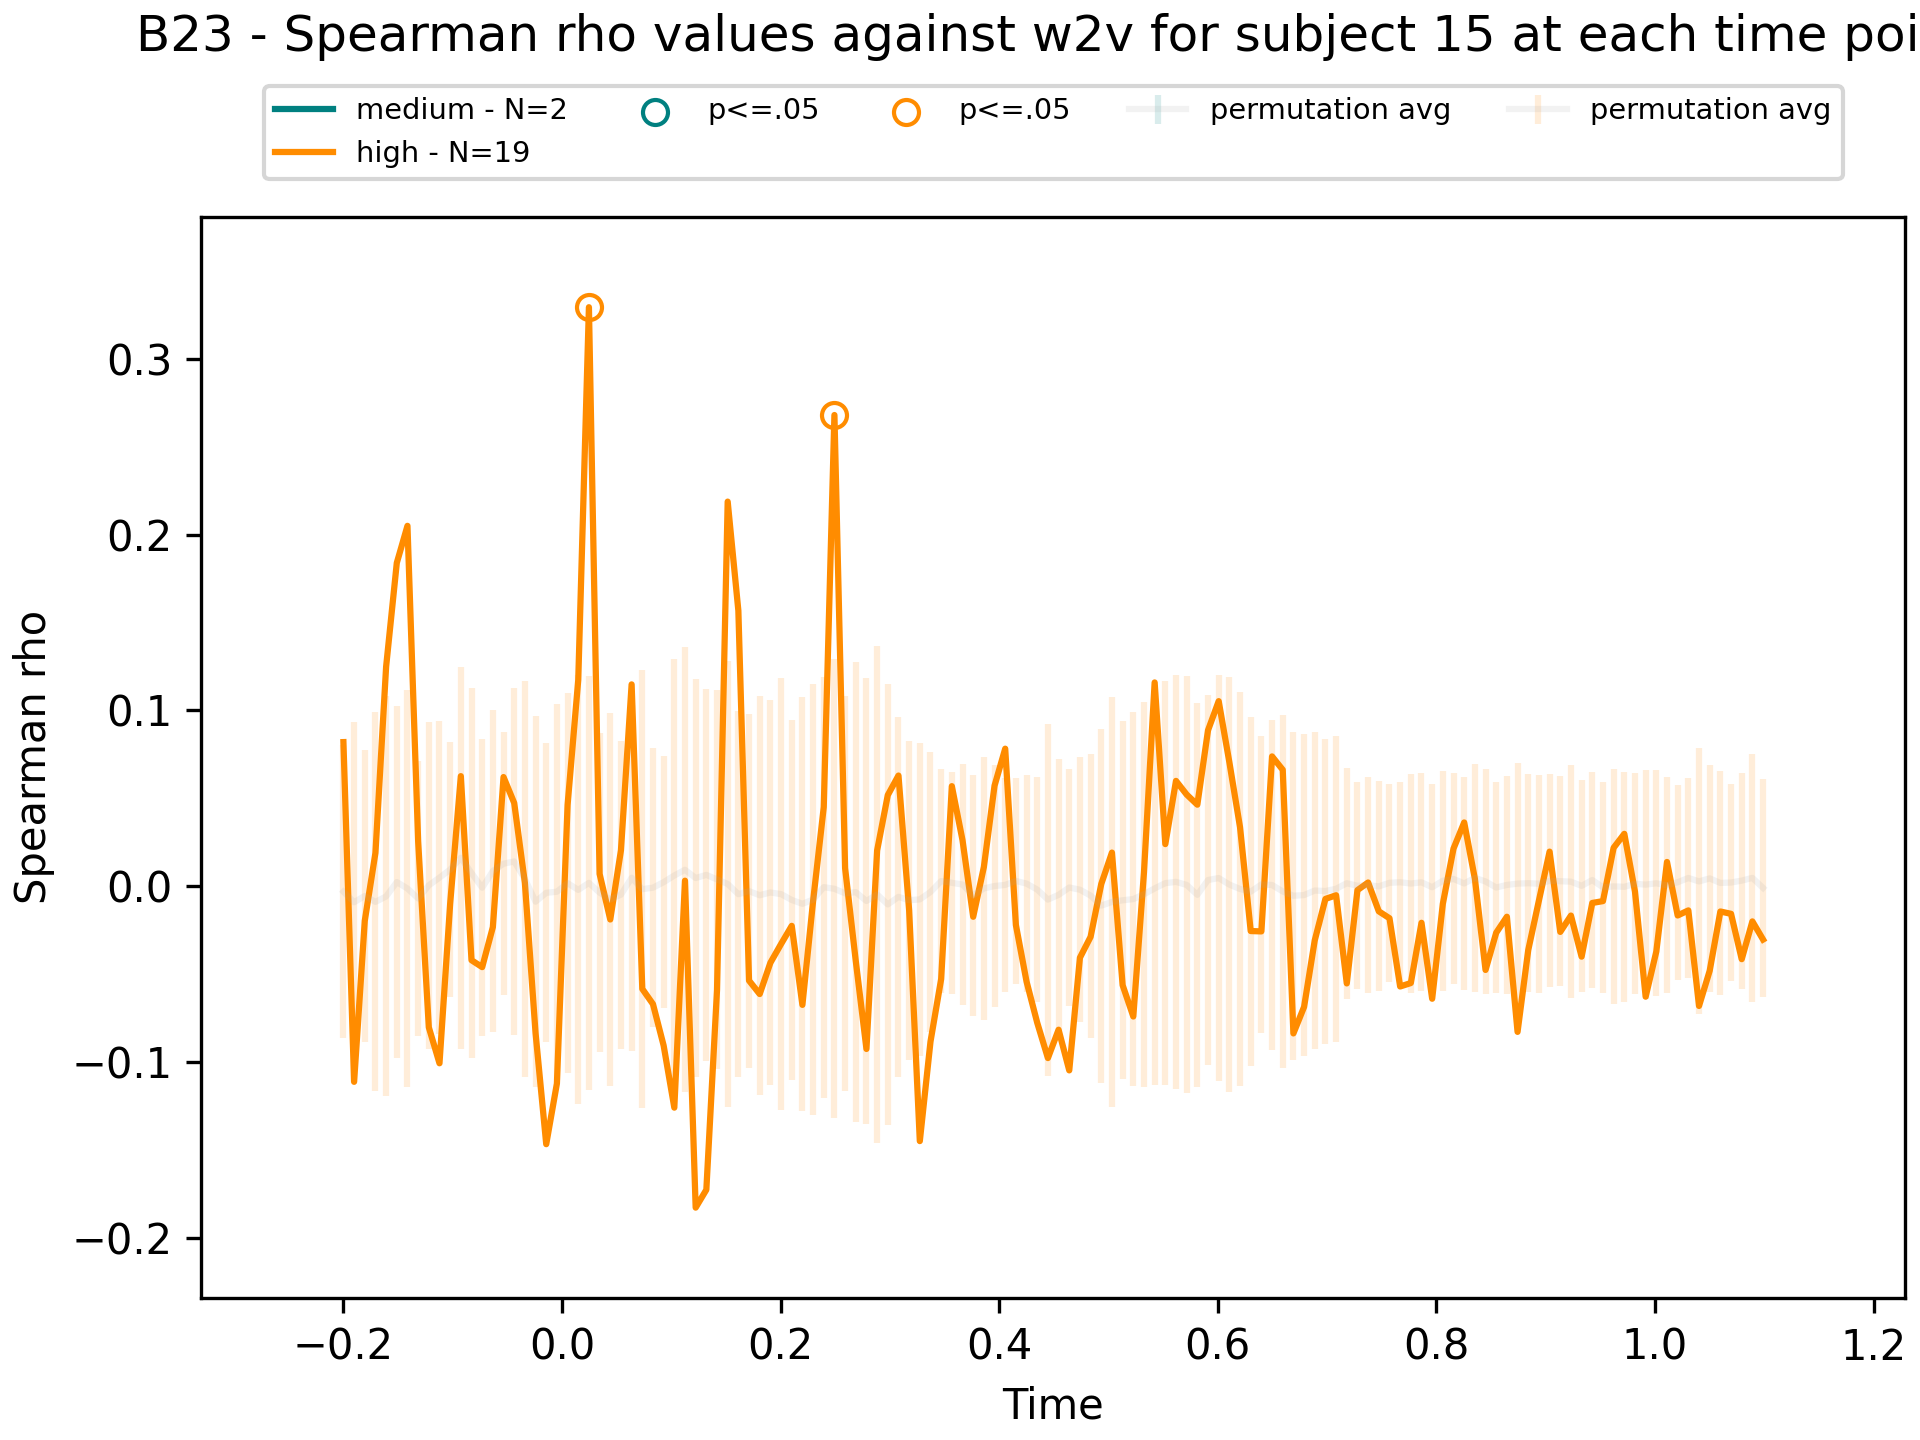 B23 - Spearman rho values against w2v for subject 15 at each time poi
medium - N=2
high - N=19
p<=.05
p<=.05
permutation avg
permutation avg
Spearman rho
0.3
0.2
0.1
0.0
−0.1
−0.2
−0.2 0.0 0.2 0.4 0.6 0.8 1.0 1.2
Time